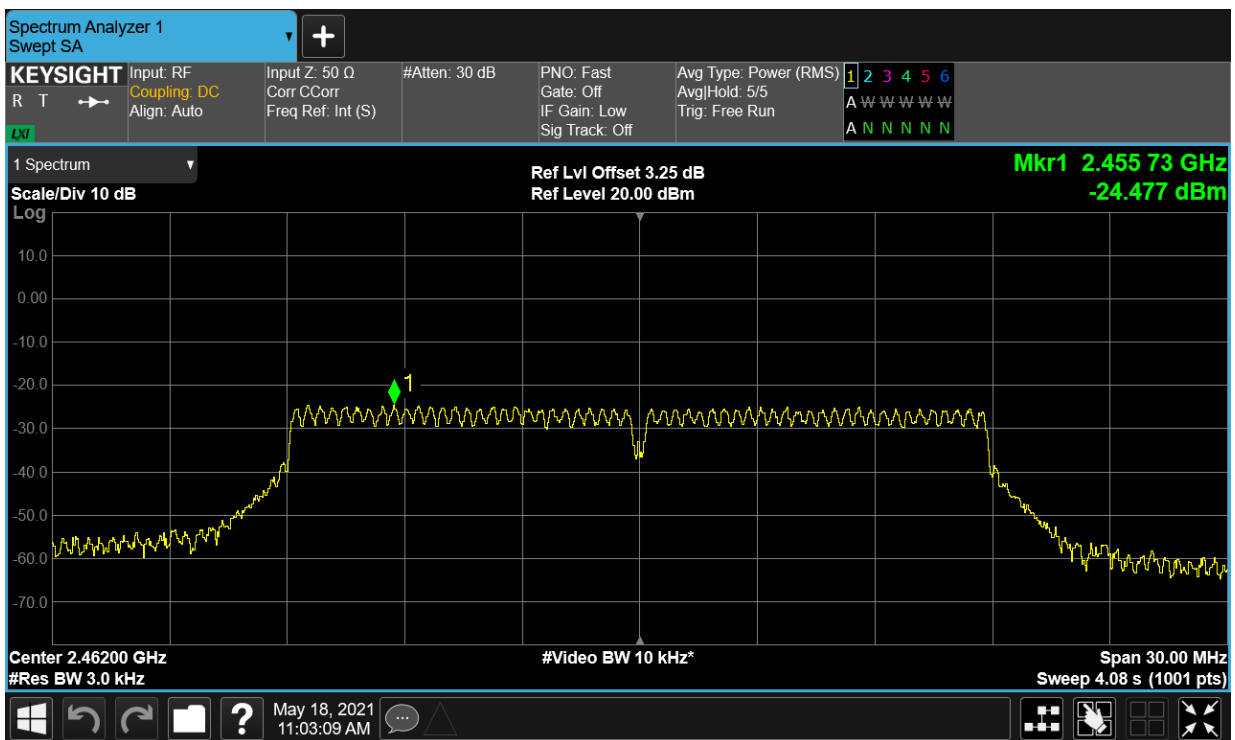 Spectrum Analyzer 1
Swept SA
▼
+
KEYSIGHT
R T
LXI
Input: RF
Coupling: DC
Align: Auto
Input Z: 50 Ω
Corr CCorr
Freq Ref: Int (S)
#Atten: 30 dB
PNO: Fast
Gate: Off
IF Gain: Low
Sig Track: Off
Avg Type: Power (RMS)
Avg|Hold: 5/5
Trig: Free Run
1 2 3 4 5 6
A W W W W W
A N N N N N
1 Spectrum ▼
Scale/Div 10 dB
Ref Lvl Offset 3.25 dB
Ref Level 20.00 dBm
Mkr1 2.455 73 GHz
-24.477 dBm
Log
10.0
0.00
-10.0
-20.0
-30.0
-40.0
-50.0
-60.0
-70.0
1
Center 2.46200 GHz
#Res BW 3.0 kHz
#Video BW 10 kHz*
Span 30.00 MHz
Sweep 4.08 s (1001 pts)
?
May 18, 2021
11:03:09 AM